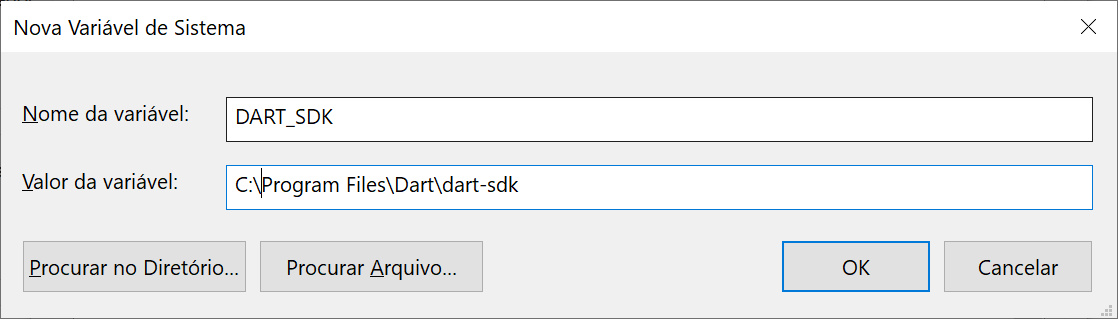 Nova Variável de Sistema
Nome da variável: DART_SDK
Valor da variável: C:\Program Files\Dart\dart-sdk
Procurar no Diretório... Procurar Arquivo... OK Cancelar